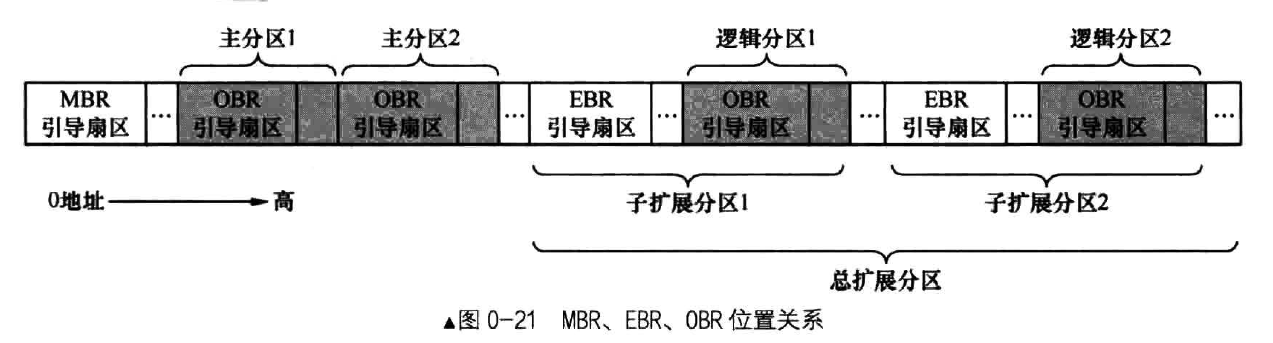 主分区1 主分区2 逻辑分区1 逻辑分区2
MBR 引导扇区 … OBR 引导扇区 OBR 引导扇区 … EBR 引导扇区 … OBR 引导扇区 … EBR 引导扇区 … OBR 引导扇区 …
子扩展分区1 子扩展分区2
0地址 高
总扩展分区
▲图 0-21 MBR、EBR、OBR 位置关系